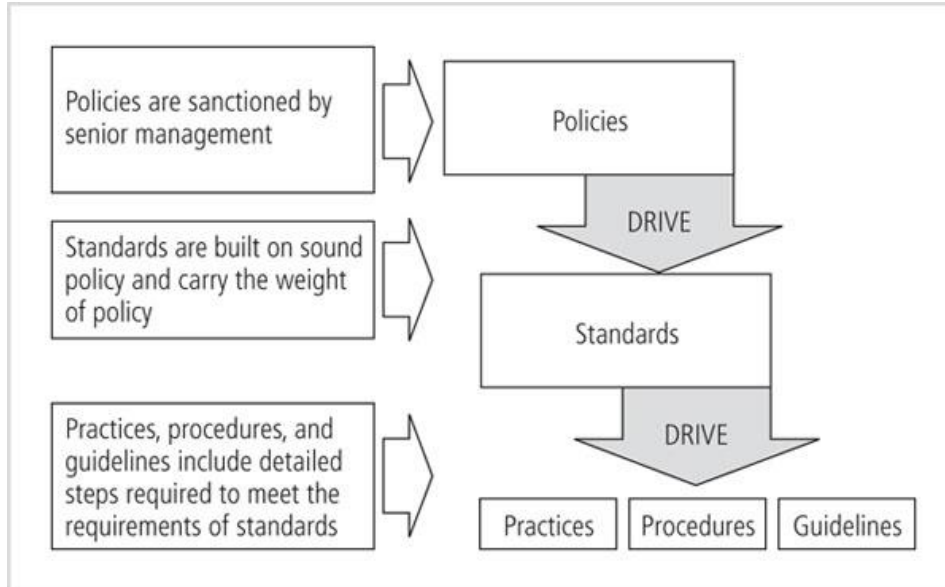 Policies are sanctioned by
senior management
Policies
DRIVE
Standards are built on sound
policy and carry the weight
of policy
Standards
DRIVE
Practices, procedures, and
guidelines include detailed
steps required to meet the
requirements of standards
Practices
Procedures
Guidelines